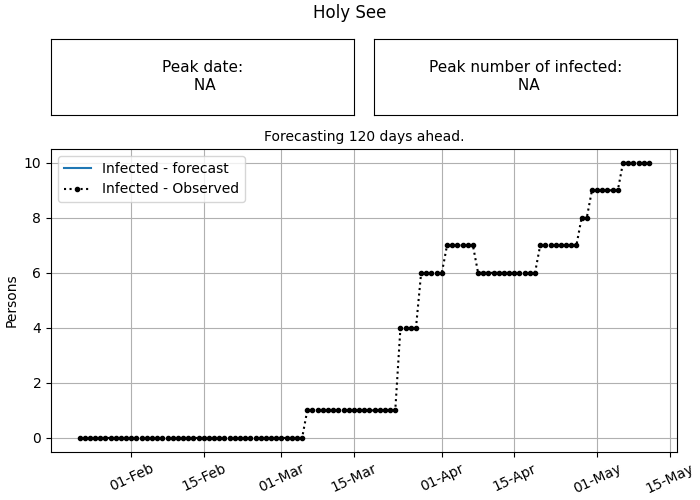 Holy See
Peak date:
NA
Peak number of infected:
NA
Forecasting 120 days ahead.
Infected - forecast
Infected - Observed
Persons
10
8
6
4
2
0
01-Feb
15-Feb
01-Mar
15-Mar
01-Apr
15-Apr
01-May
15-May